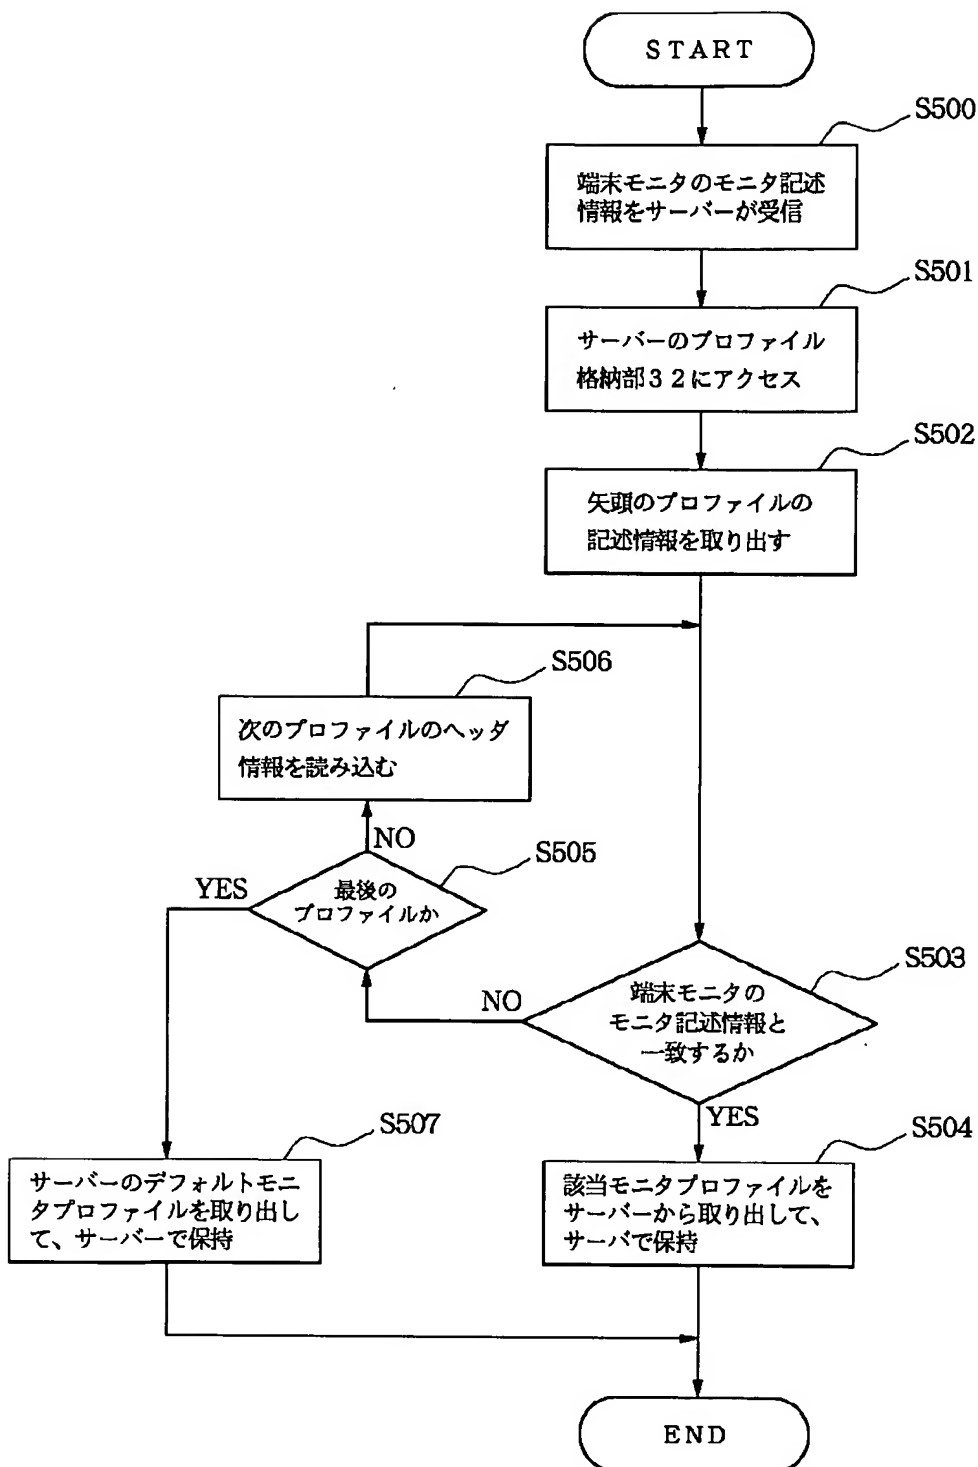 START
S500
端末モニタのモニタ記述
情報をサーバーが受信
S501
サーバーのプロファイル
格納部32にアクセス
S502
矢頭のプロファイルの
記述情報を取り出す
S506
次のプロファイルのヘッダ
情報を読み込む
NO
S505
YES
最後の
プロファイルか
S503
NO
端末モニタの
モニタ記述情報と
一致するか
YES
S507
S504
サーバーのデフォルトモニ
タプロファイルを取り出し
て、サーバーで保持
該当モニタプロファイルを
サーバーから取り出して、
サーバで保持
END